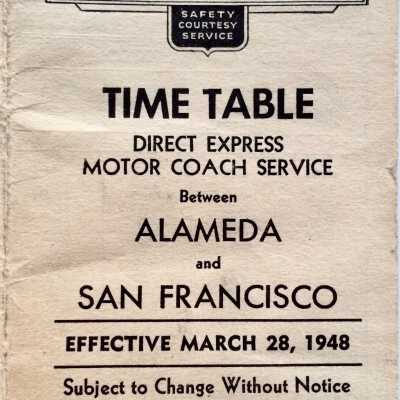 SAFETY
COURTESY
SERVICE
TIME TABLE
DIRECT EXPRESS
MOTOR COACH SERVICE
Between
ALAMEDA
and
SAN FRANCISCO
EFFECTIVE MARCH 28, 1948
Subject to Change Without Notice